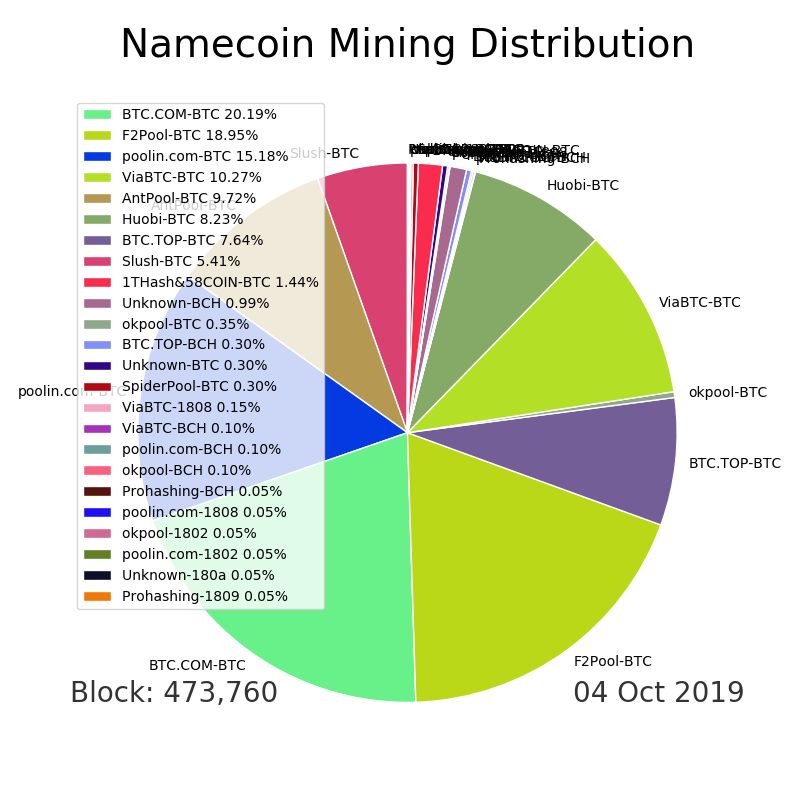 Namecoin Mining Distribution
BTC.COM-BTC 20.19%
F2Pool-BTC 18.95%
poolin.com-BTC 15.18%
ViaBTC-BTC 10.27%
AntPool-BTC 9.72%
Huobi-BTC 8.23%
BTC.TOP-BTC 7.64%
Slush-BTC 5.41%
1THash&58COIN-BTC 1.44%
Unknown-BCH 0.99%
okpool-BTC 0.35%
BTC.TOP-BCH 0.30%
Unknown-BTC 0.30%
SpiderPool-BTC 0.30%
ViaBTC-1808 0.15%
ViaBTC-BCH 0.10%
poolin.com-BCH 0.10%
okpool-BCH 0.10%
Prohashing-BCH 0.05%
poolin.com-1808 0.05%
okpool-1802 0.05%
poolin.com-1802 0.05%
Unknown-180a 0.05%
Prohashing-1809 0.05%
Slush-BTC
AntPool-BTC
poolin.com-BTC
BTC.COM-BTC
Prohashing-BCH
Huobi-BTC
ViaBTC-BTC
okpool-BTC
BTC.TOP-BTC
F2Pool-BTC
Block: 473,760
04 Oct 2019